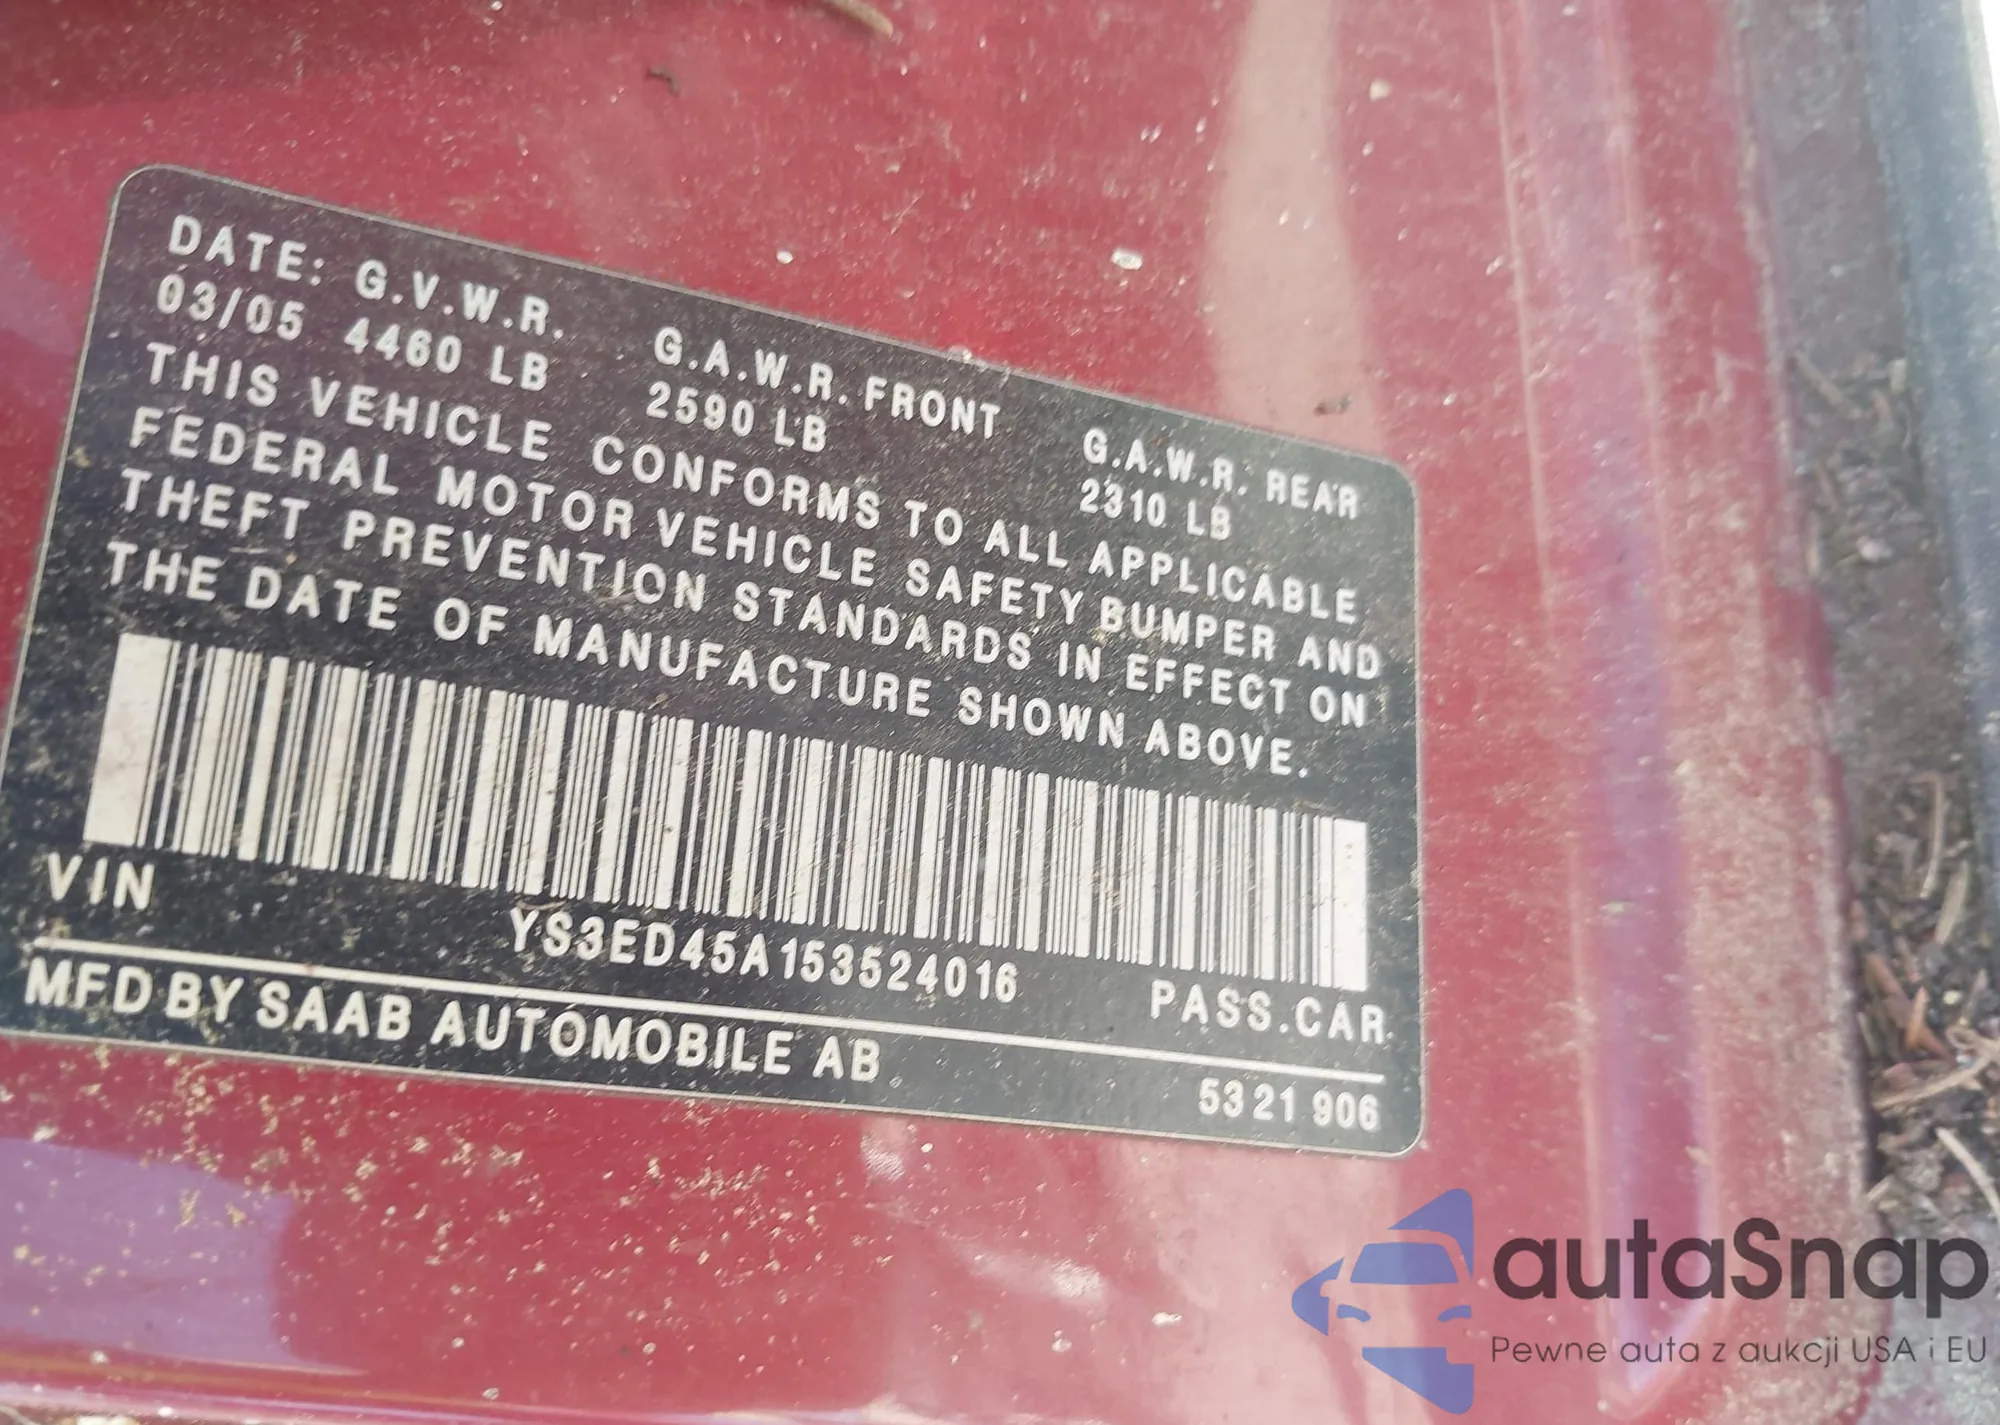 DATE: G.V.W.R. G.A.W.R. FRONT G.A.W.R. REAR
03/05 4460 LB 2590 LB 2310 LB
THIS VEHICLE CONFORMS TO ALL APPLICABLE
FEDERAL MOTOR VEHICLE SAFETY BUMPER AND
THEFT PREVENTION STANDARDS IN EFFECT ON
THE DATE OF MANUFACTURE SHOWN ABOVE.
VIN YS3ED45A153524016 PASS.CAR
MFD BY SAAB AUTOMOBILE AB
53 21 906
autaSnap
Pewne auta z aukcji USA i EU